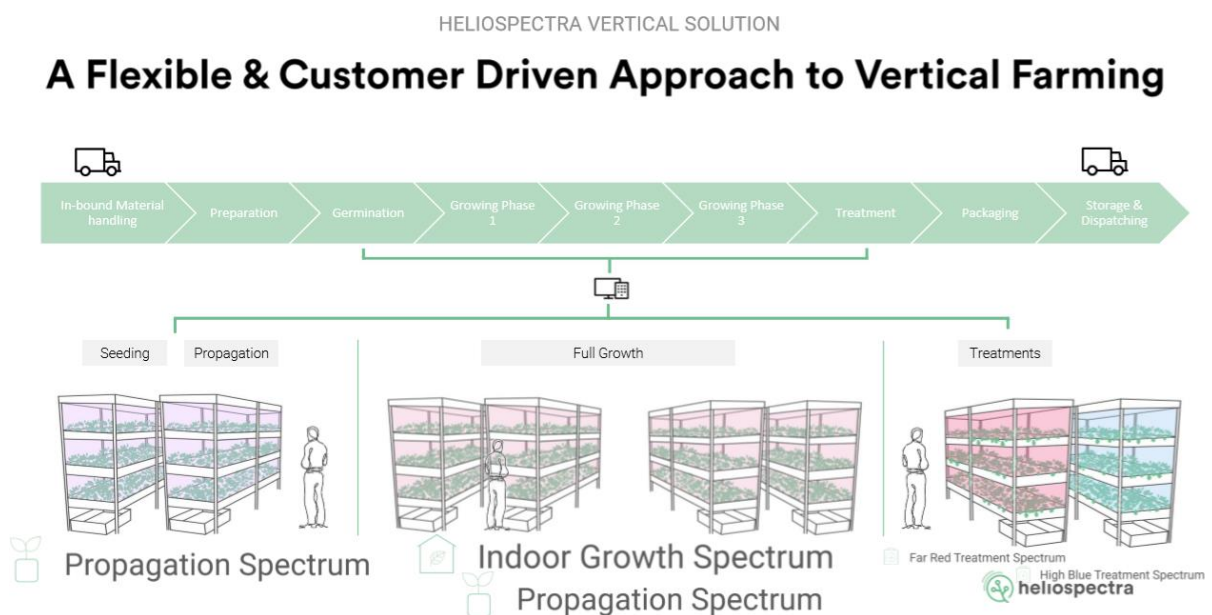 HELIOSPECTRA VERTICAL SOLUTION
A Flexible & Customer Driven Approach to Vertical Farming
In-bound Material
handling
Preparation
Germination
Growing Phase
1
Growing Phase
2
Growing Phase
3
Treatment
Packaging
Storage &
Dispatching
Seeding
Propagation
Full Growth
Treatments
Propagation Spectrum
Indoor Growth Spectrum
Propagation Spectrum
Far Red Treatment Spectrum
High Blue Treatment Spectrum
heliospectra